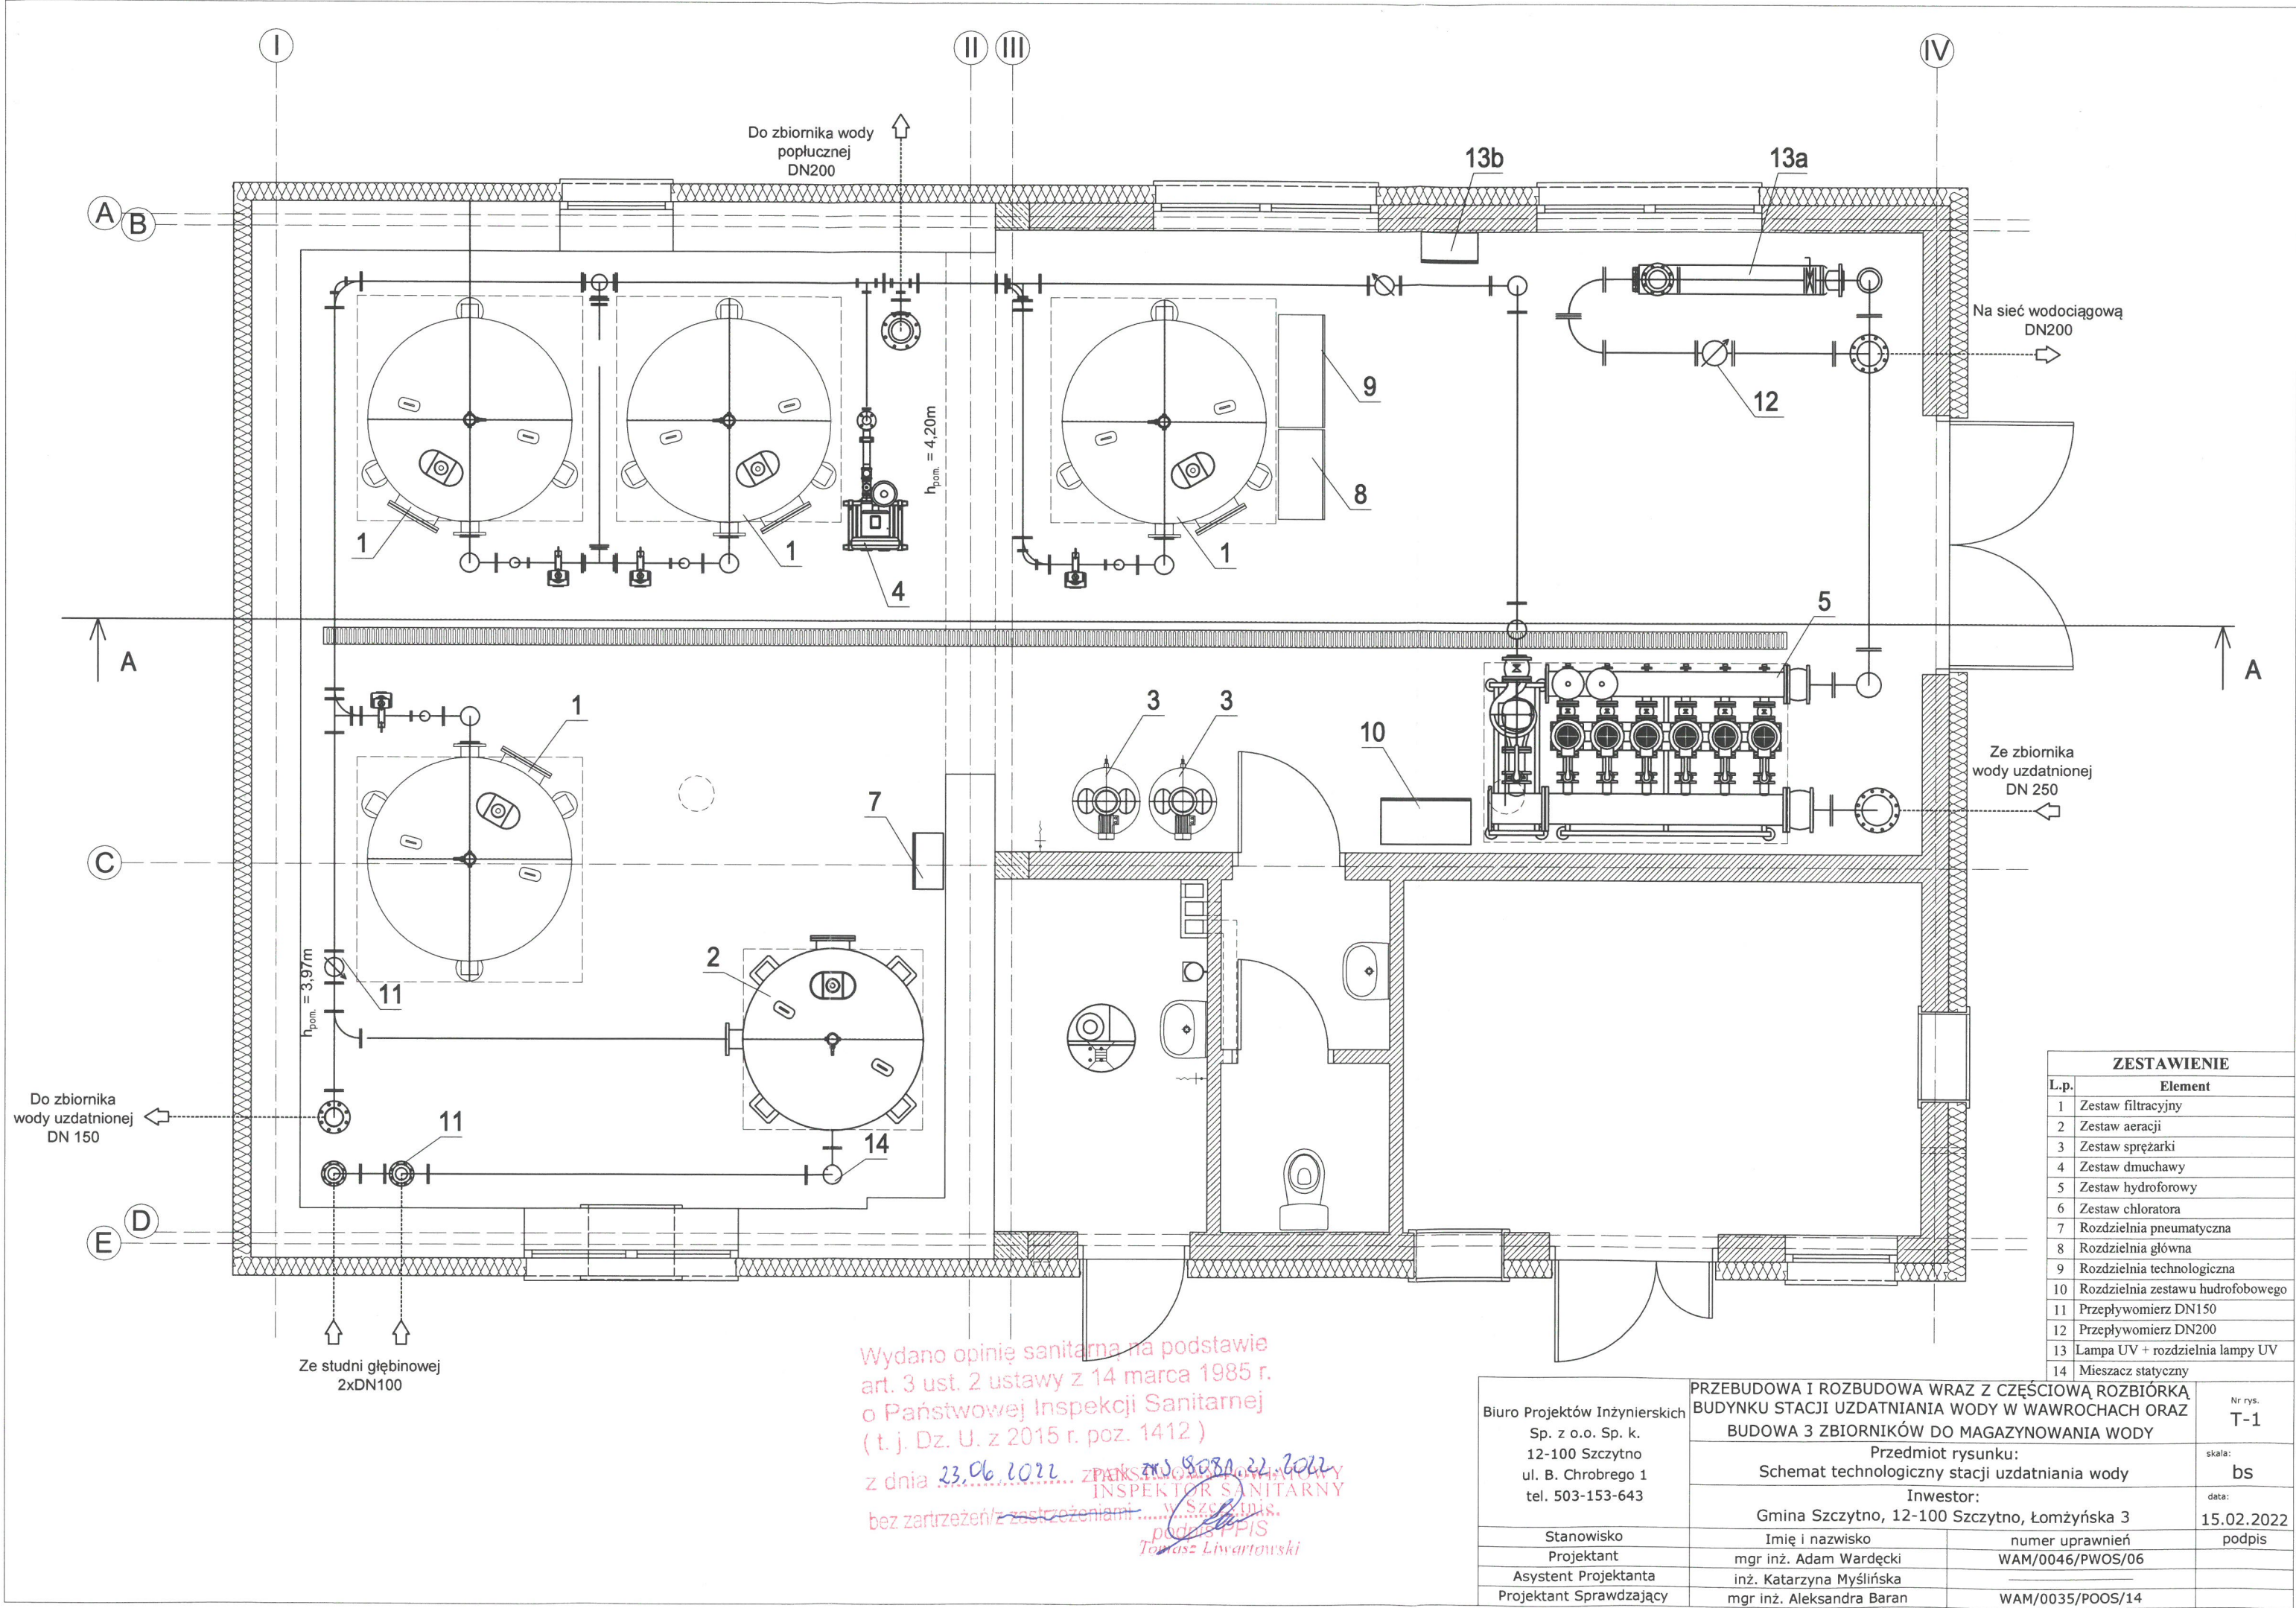 I
II
III
IV
Do zbiornika wody
popłucznej
DN200
13b
13a
A
B
Na sieć wodociągową
DN200
9
12
hpom. = 4,20m
8
1
1
1
4
5
A
A
1
3
3
10
Ze zbiornika
wody uzdatnionej
DN 250
7
C
2
hpom. = 3,97m
11
Do zbiornika
wody uzdatnionej
DN 150
11
14
D
E
Ze studni głębinowej
2xDN100
ZESTAWIENIE
L.p. Element
1 Zestaw filtracyjny
2 Zestaw aeracji
3 Zestaw sprężarki
4 Zestaw dmuchawy
5 Zestaw hydroforowy
6 Zestaw chloratora
7 Rozdzielnia pneumatyczna
8 Rozdzielnia główna
9 Rozdzielnia technologiczna
10 Rozdzielnia zestawu hudrofobowego
11 Przepływomierz DN150
12 Przepływomierz DN200
13 Lampa UV + rozdzielnia lampy UV
14 Mieszacz statyczny
Wydano opinię sanitarną na podstawie
art. 3 ust. 2 ustawy z 14 marca 1985 r.
o Państwowej Inspekcji Sanitarnej
( t. j. Dz. U. z 2015 r. poz. 1412 )
z dnia 23.06.2022 znak
INSPEKTOR SANITARNY
bez zartrzeżeń/z zastrzeżeniami
podpis PPIS
Tomasz Liwartowski
Biuro Projektów Inżynierskich
Sp. z o.o. Sp. k.
12-100 Szczytno
ul. B. Chrobrego 1
tel. 503-153-643
PRZEBUDOWA I ROZBUDOWA WRAZ Z CZĘŚCIOWĄ ROZBIÓRKĄ
BUDYNKU STACJI UZDATNIANIA WODY W WAWROCHACH ORAZ
BUDOWA 3 ZBIORNIKÓW DO MAGAZYNOWANIA WODY
Nr rys.
T-1
Przedmiot rysunku:
Schemat technologiczny stacji uzdatniania wody
skala:
bs
Inwestor:
Gmina Szczytno, 12-100 Szczytno, Łomżyńska 3
data:
15.02.2022
Stanowisko Imię i nazwisko numer uprawnień podpis
Projektant mgr inż. Adam Wardęcki WAM/0046/PWOS/06
Asystent Projektanta inż. Katarzyna Myślińska
Projektant Sprawdzający mgr inż. Aleksandra Baran WAM/0035/POOS/14